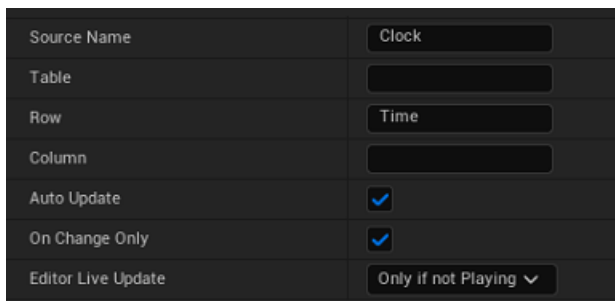 Source Name Clock
Table
Row Time
Column
Auto Update
On Change Only
Editor Live Update Only if not Playing